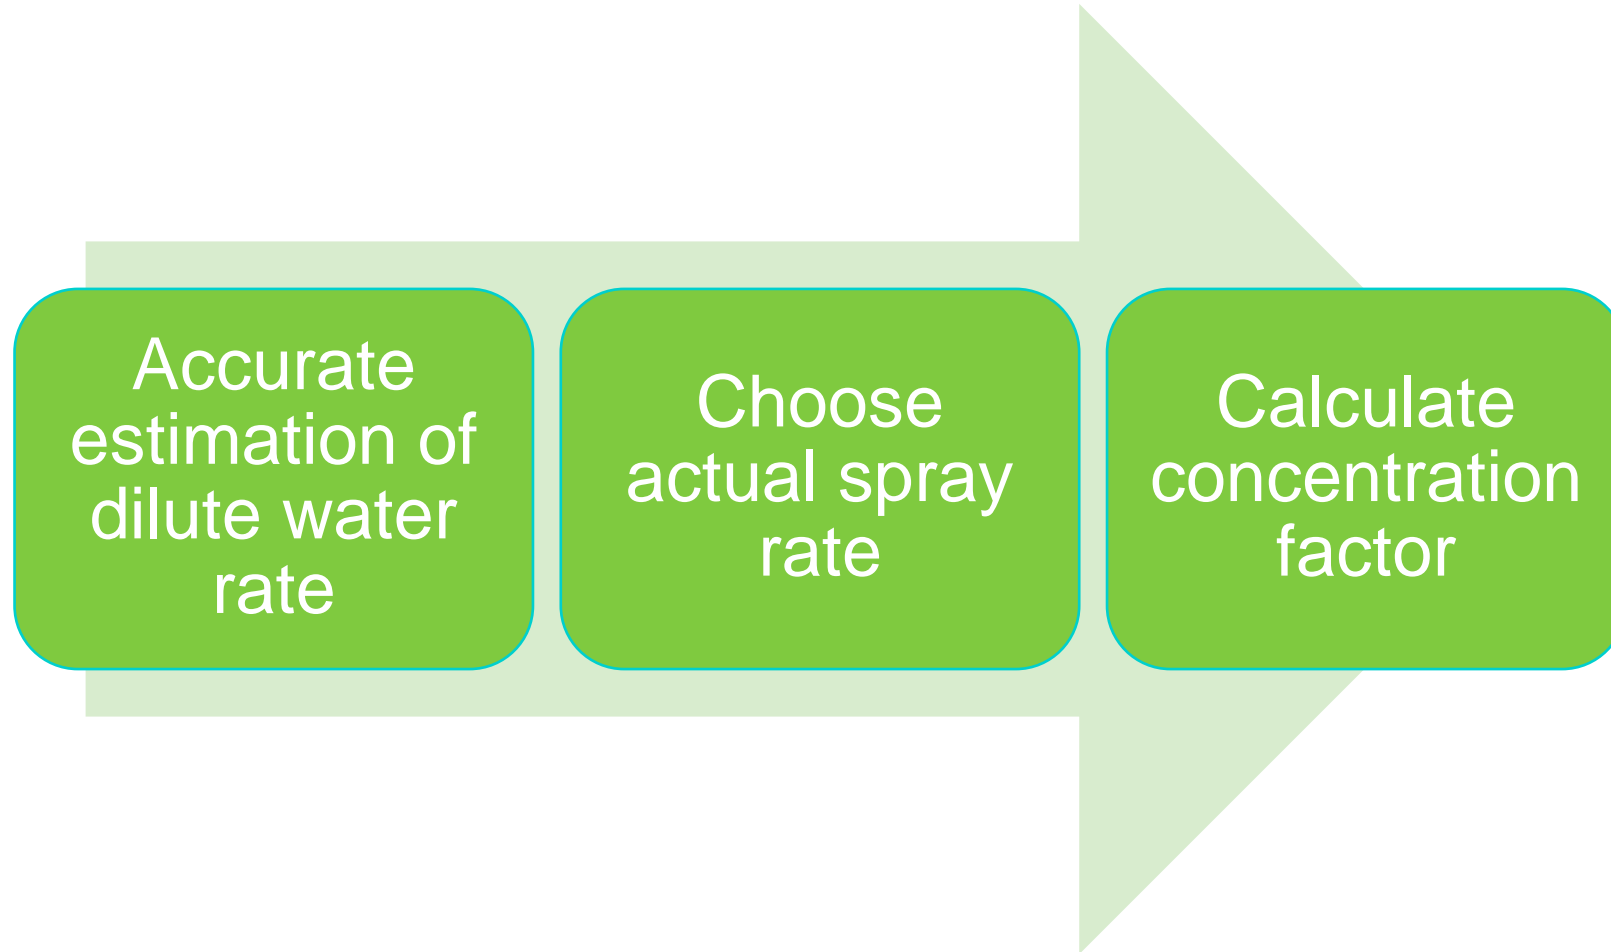 Accurate
estimation of
dilute water
rate
Choose
actual spray
rate
Calculate
concentration
factor